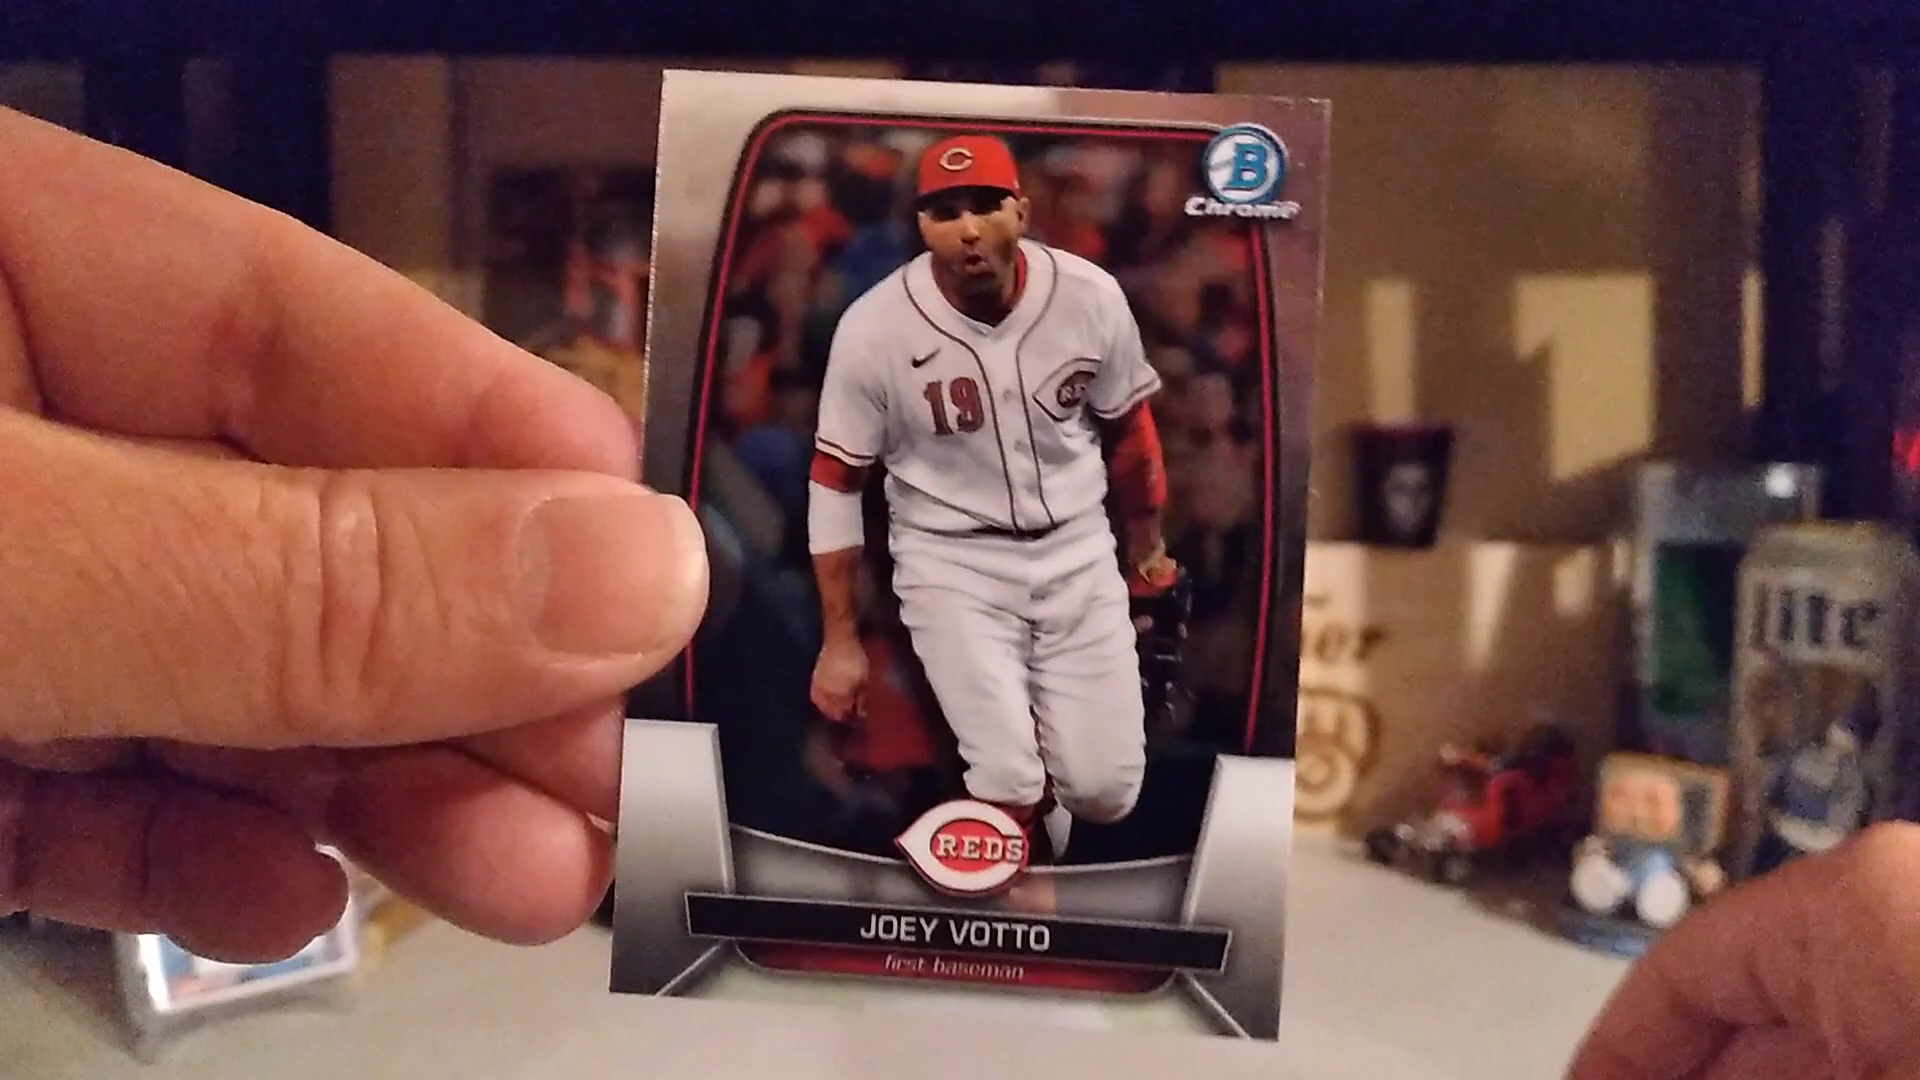 C
B
Chrome
19
REDS
JOEY VOTTO
first baseman
Lite